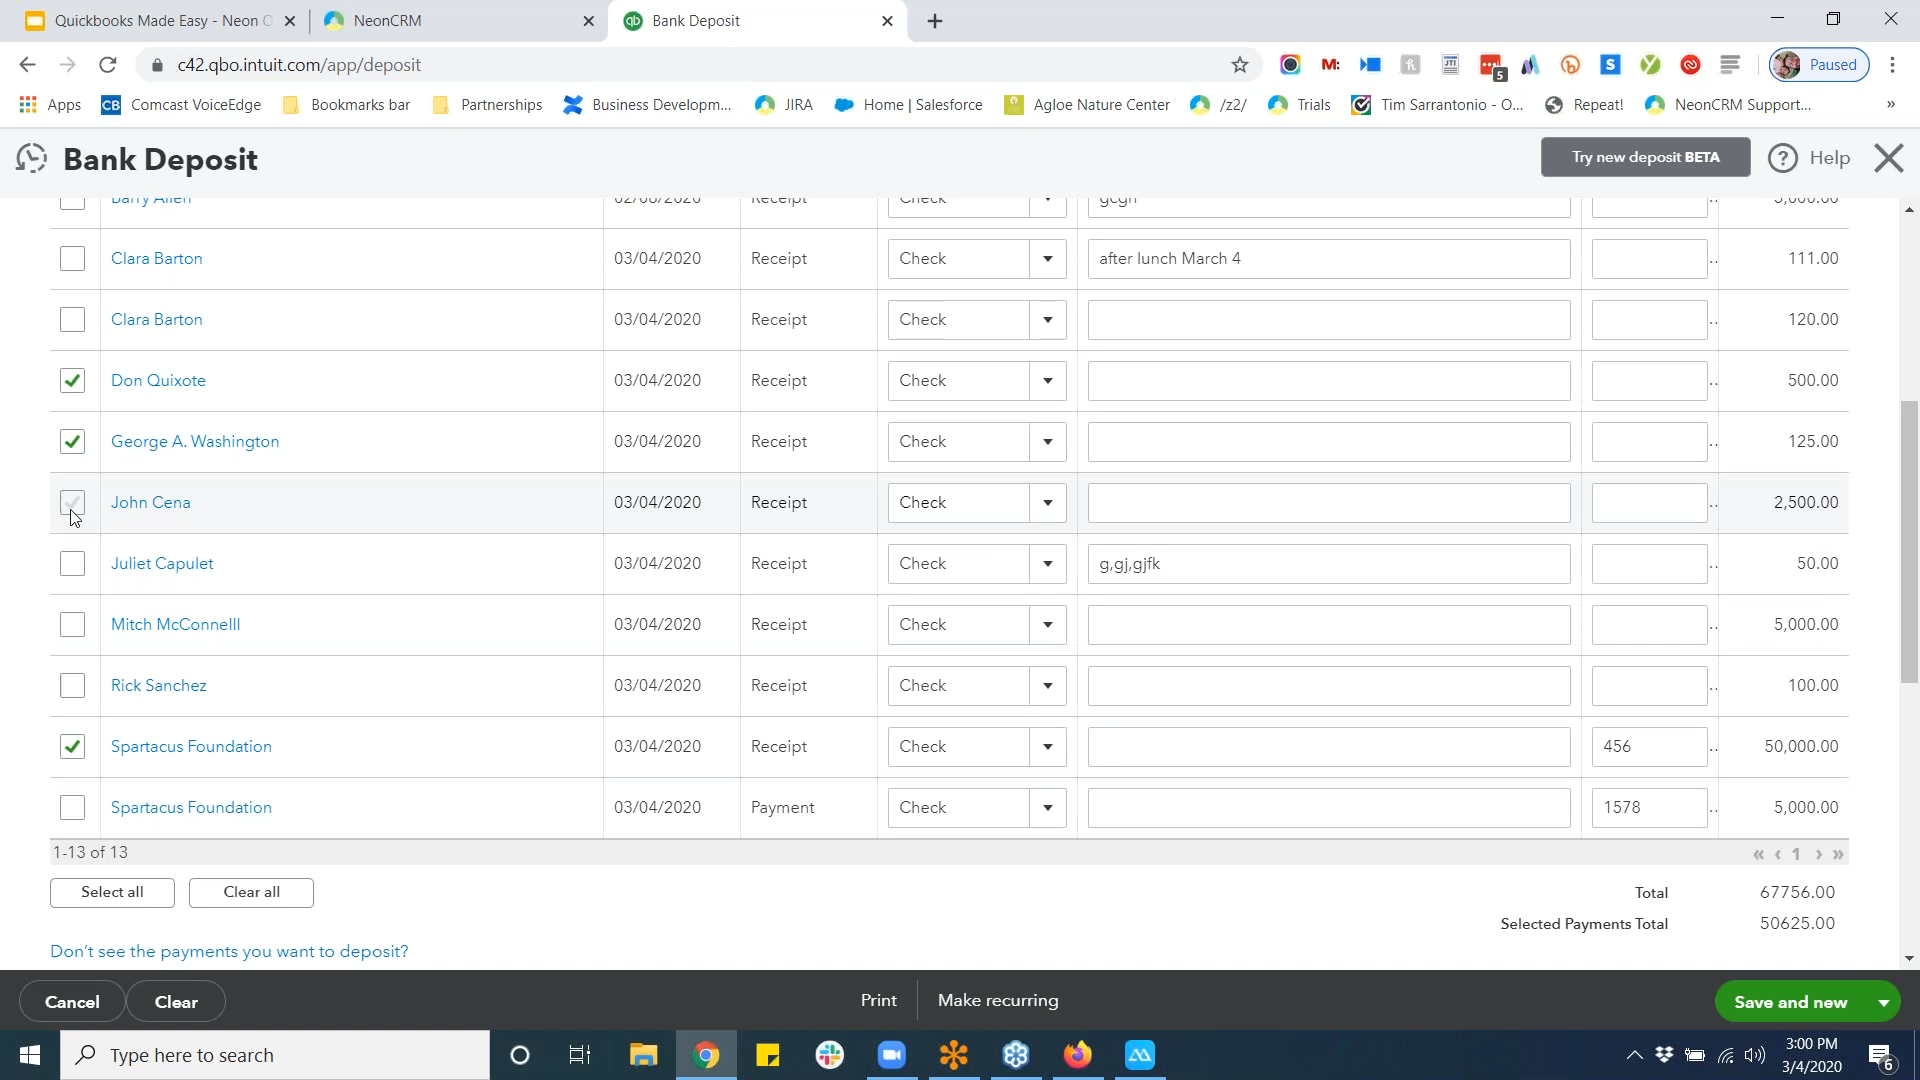 Quickbooks Made Easy - Neon C
NeonCRM
Bank Deposit
c42.qbo.intuit.com/app/deposit
M:
JTI
5
S
Paused
Apps
CB Comcast VoiceEdge
Bookmarks bar
Partnerships
Business Developm...
JIRA
Home | Salesforce
Agloe Nature Center
/z2/
Trials
Tim Sarrantonio - O...
Repeat!
NeonCRM Support...
»
Bank Deposit
Try new deposit BETA
? Help
Barry Allen 02/06/2020 Receipt Check gcgh 5,000.00
Clara Barton 03/04/2020 Receipt Check after lunch March 4 .. 111.00
Clara Barton 03/04/2020 Receipt Check .. 120.00
Don Quixote 03/04/2020 Receipt Check .. 500.00
George A. Washington 03/04/2020 Receipt Check .. 125.00
John Cena 03/04/2020 Receipt Check .. 2,500.00
Juliet Capulet 03/04/2020 Receipt Check g,gj,gjfk .. 50.00
Mitch McConnelll 03/04/2020 Receipt Check .. 5,000.00
Rick Sanchez 03/04/2020 Receipt Check .. 100.00
Spartacus Foundation 03/04/2020 Receipt Check 456 .. 50,000.00
Spartacus Foundation 03/04/2020 Payment Check 1578 .. 5,000.00
1-13 of 13
« ‹ 1 › »
Select all
Clear all
Total 67756.00
Selected Payments Total 50625.00
Don't see the payments you want to deposit?
Cancel
Clear
Print
Make recurring
Save and new
Type here to search
3:00 PM
3/4/2020
6